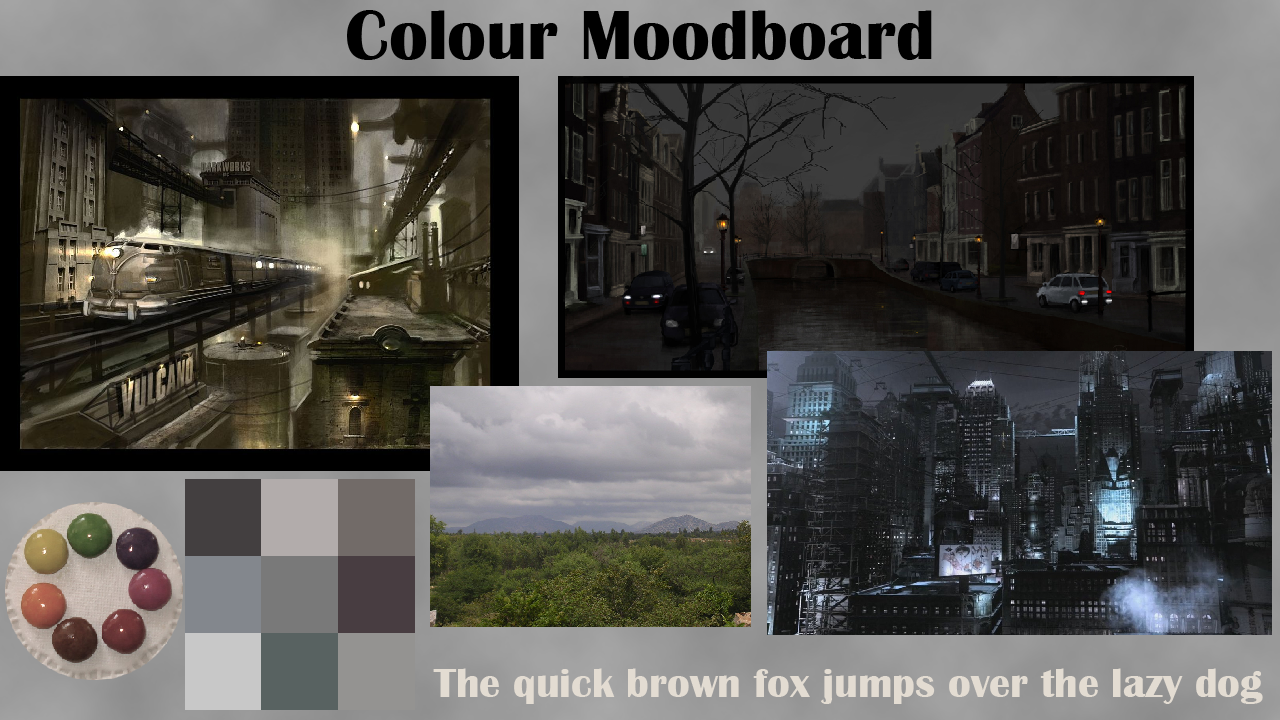 Colour Moodboard
VULCANO
The quick brown fox jumps over the lazy dog